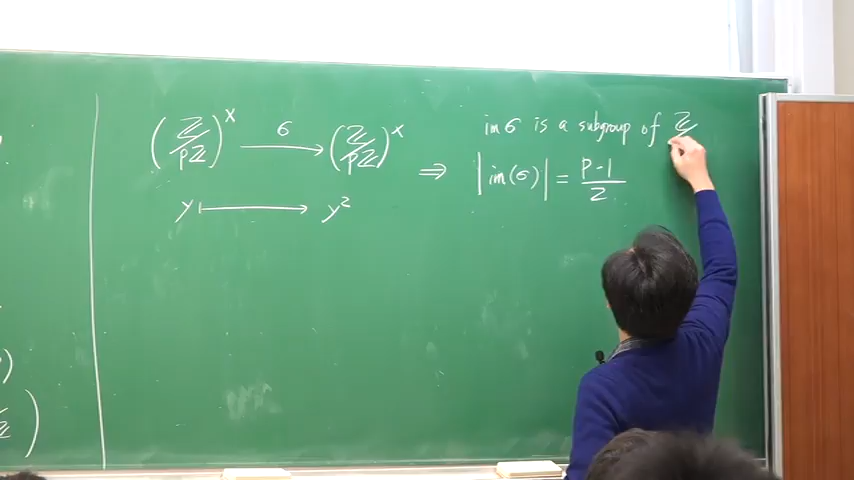 (ℤ/pℤ)^× —σ→ (ℤ/pℤ)^×
y ↦ y²
⇒
im σ is a subgroup of ℤ/
|im(σ)| = p-1/2